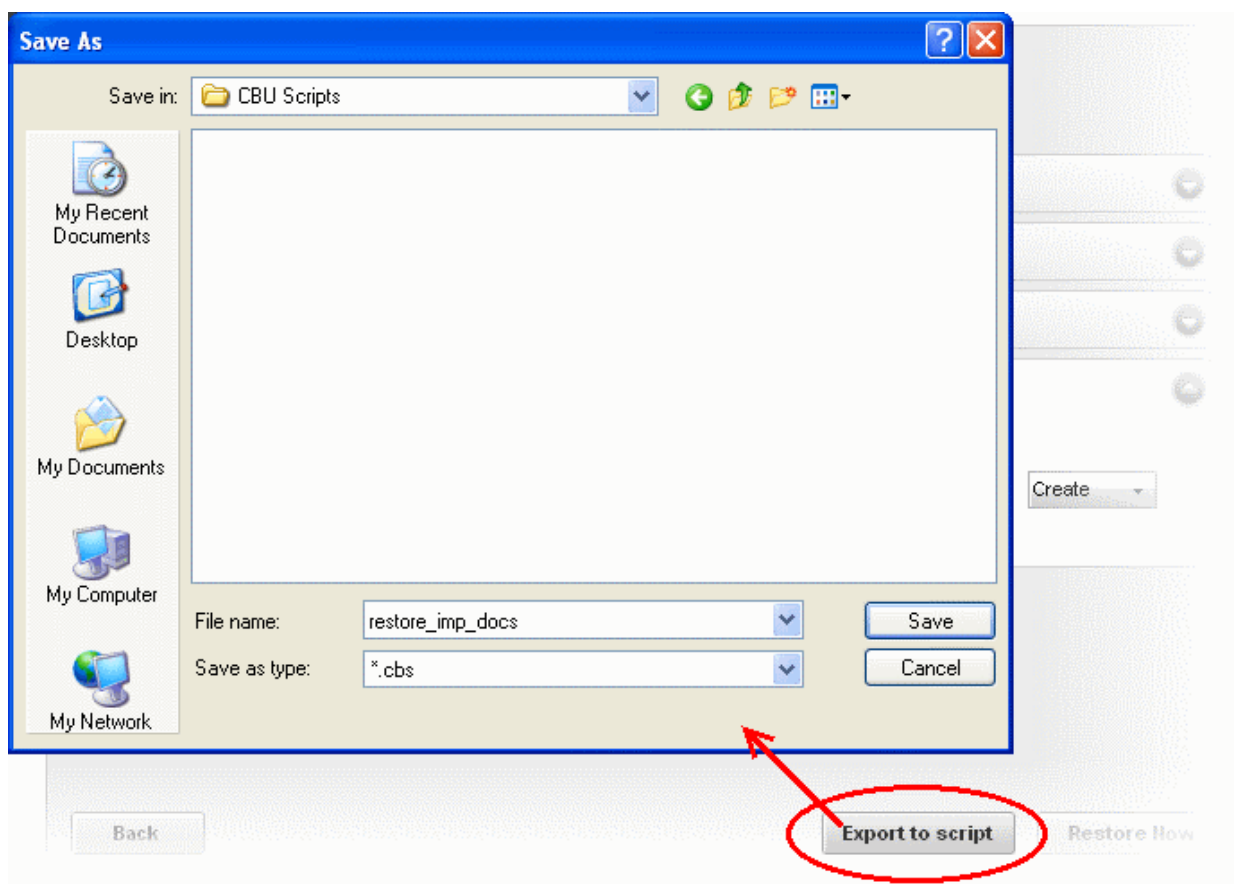 Save As
Save in:
CBU Scripts
My Recent
Documents
Desktop
My Documents
My Computer
My Network
File name:
restore_imp_docs
Save
Save as type:
*.cbs
Cancel
Create
Back
Export to script
Restore Now